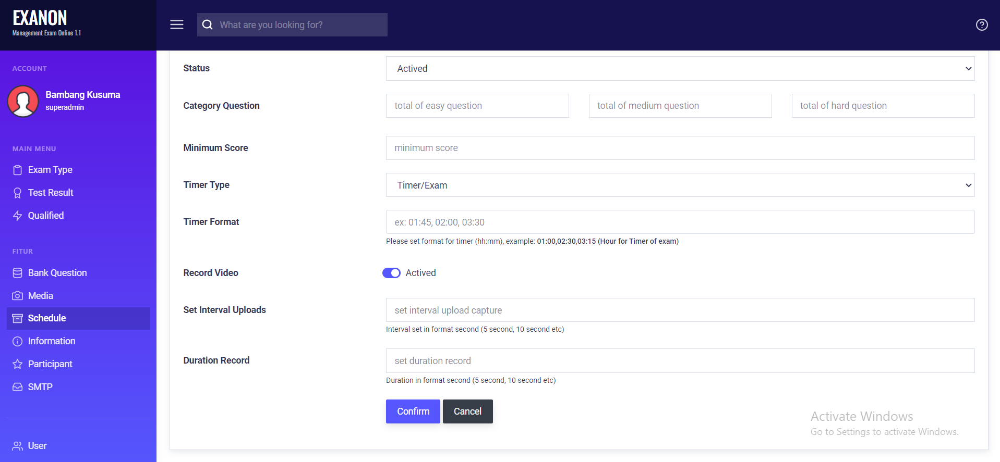 EXANON
Management Exam Online 1.1
What are you looking for?
ACCOUNT
Bambang Kusuma
superadmin
MAIN MENU
Exam Type
Test Result
Qualified
FITUR
Bank Question
Media
Schedule
Information
Participant
SMTP
User
Status
Actived
Category Question
total of easy question
total of medium question
total of hard question
Minimum Score
minimum score
Timer Type
Timer/Exam
Timer Format
ex: 01:45, 02:00, 03:30
Please set format for timer (hh:mm), example: 01:00,02:30,03:15 (Hour for Timer of exam)
Record Video
Actived
Set Interval Uploads
set interval upload capture
Interval set in format second (5 second, 10 second etc)
Duration Record
set duration record
Duration in format second (5 second, 10 second etc)
Confirm
Cancel
Activate Windows
Go to Settings to activate Windows.